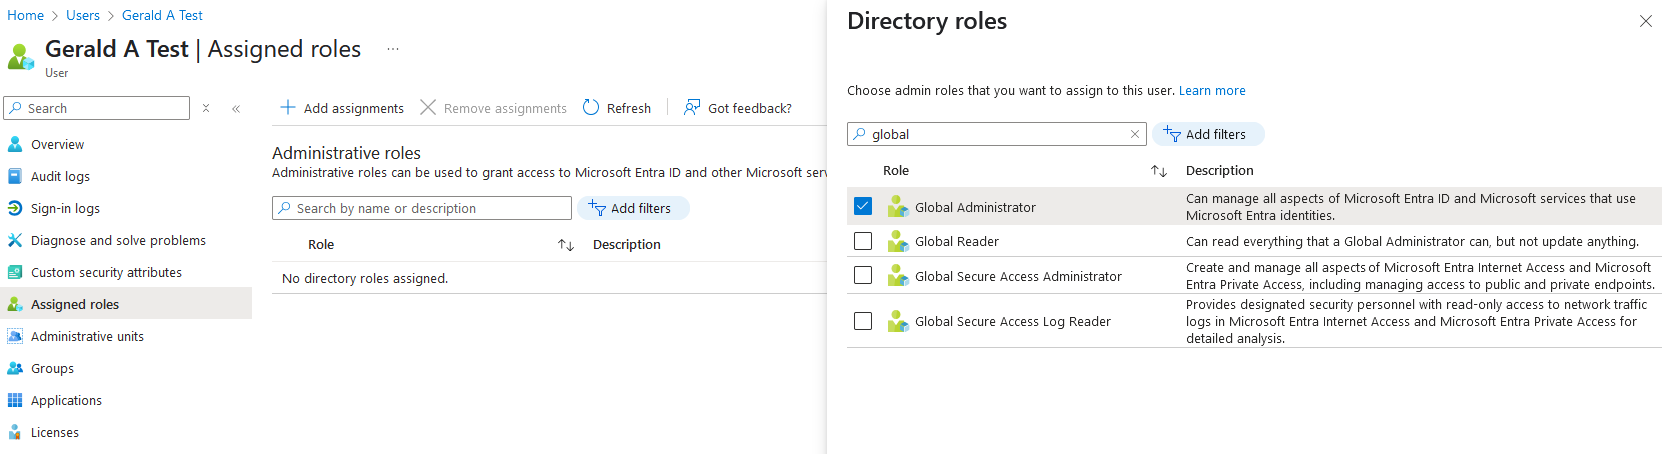 Home > Users > Gerald A Test
Gerald A Test | Assigned roles ...
User
Search
Overview
Audit logs
Sign-in logs
Diagnose and solve problems
Custom security attributes
Assigned roles
Administrative units
Groups
Applications
Licenses
Add assignments Remove assignments Refresh Got feedback?
Administrative roles
Administrative roles can be used to grant access to Microsoft Entra ID and other Microsoft serv
Search by name or description Add filters
Role Description
No directory roles assigned.
Directory roles
Choose admin roles that you want to assign to this user. Learn more
global Add filters
Role Description
Global Administrator Can manage all aspects of Microsoft Entra ID and Microsoft services that use
Microsoft Entra identities.
Global Reader Can read everything that a Global Administrator can, but not update anything.
Global Secure Access Administrator Create and manage all aspects of Microsoft Entra Internet Access and Microsoft
Entra Private Access, including managing access to public and private endpoints.
Global Secure Access Log Reader Provides designated security personnel with read-only access to network traffic
logs in Microsoft Entra Internet Access and Microsoft Entra Private Access for
detailed analysis.